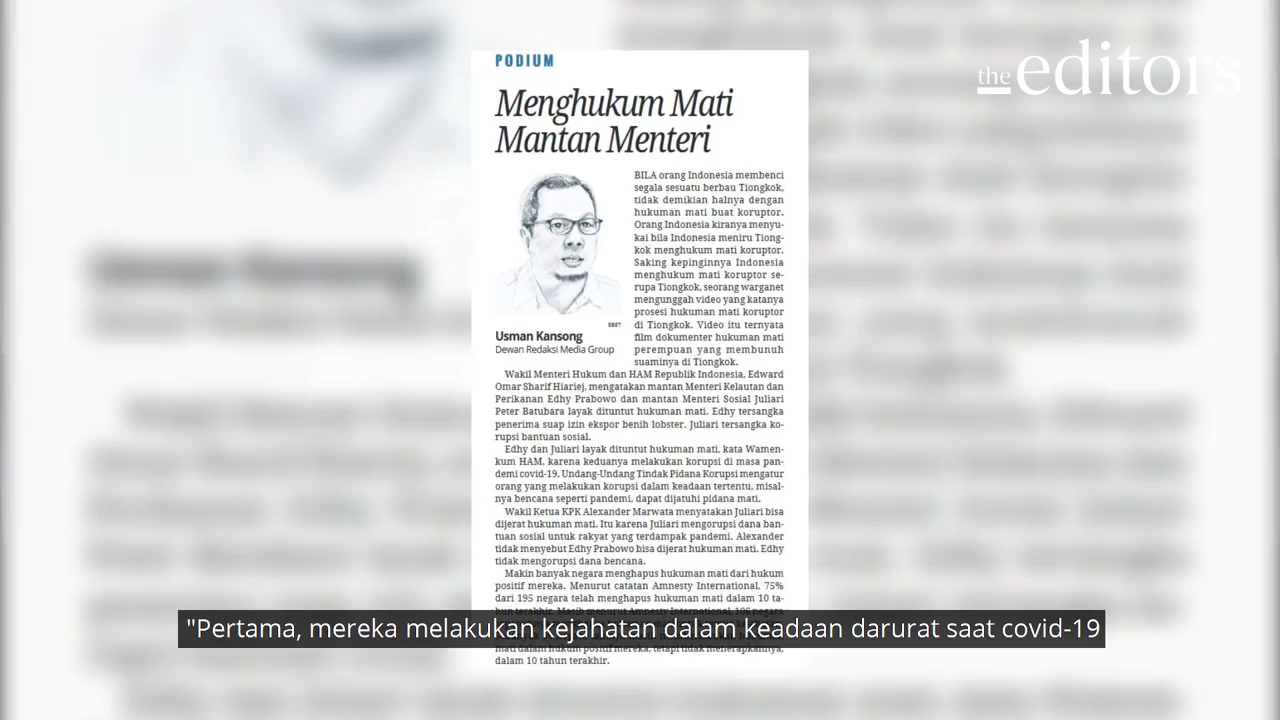 the editors
PODIUM
Menghukum Mati
Mantan Menteri
EBET
Usman Kansong
Dewan Redaksi Media Group
BILA orang Indonesia membenci
segala sesuatu berbau Tiongkok,
tidak demikian halnya dengan
hukuman mati buat koruptor.
Orang Indonesia kiranya menyu-
kai bila Indonesia meniru Tiong-
kok menghukum mati koruptor.
Saking kepinginnya Indonesia
menghukum mati koruptor se-
rupa Tiongkok, seorang warganet
mengunggah video yang katanya
prosesi hukuman mati koruptor
di Tiongkok. Video itu ternyata
film dokumenter hukuman mati
perempuan yang membunuh
suaminya di Tiongkok.
Wakil Menteri Hukum dan HAM Republik Indonesia, Edward
Omar Sharif Hiariej, mengatakan mantan Menteri Kelautan dan
Perikanan Edhy Prabowo dan mantan Menteri Sosial Juliari
Peter Batubara layak dituntut hukuman mati. Edhy tersangka
penerima suap izin ekspor benih lobster. Juliari tersangka ko-
rupsi bantuan sosial.
Edhy dan Juliari layak dituntut hukuman mati, kata Wamen-
kum HAM, karena keduanya melakukan korupsi di masa pan-
demi covid-19. Undang-Undang Tindak Pidana Korupsi mengatur
orang yang melakukan korupsi dalam keadaan tertentu, misal-
nya bencana seperti pandemi, dapat dijatuhi pidana mati.
Wakil Ketua KPK Alexander Marwata menyatakan Juliari bisa
dijerat hukuman mati. Itu karena Juliari mengorupsi dana ban-
tuan sosial untuk rakyat yang terdampak pandemi. Alexander
tidak menyebut Edhy Prabowo bisa dijerat hukuman mati. Edhy
tidak mengorupsi dana bencana.
Makin banyak negara menghapus hukuman mati dari hukum
positif mereka. Menurut catatan Amnesty International, 75%
dari 195 negara telah menghapus hukuman mati dalam 10 ta-
hun terakhir. Masih menurut Amnesty International, 106 negara
mati dalam hukum positif mereka, tetapi tidak menerapkannya,
dalam 10 tahun terakhir.
"Pertama, mereka melakukan kejahatan dalam keadaan darurat saat covid-19